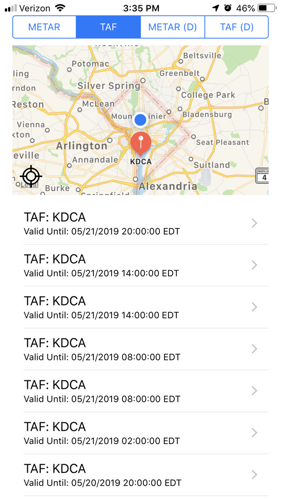 Verizon 3:35 PM 46%
METAR TAF METAR (D) TAF (D)
Potomac
Beltsville
Greenbelt
Silver Spring
College Park
Reston
McLean
Bowie
Mount Rainier
Arlington
Seat Pleasant
Annandale
KDCA
Centreville
Suitland
4
Burke
Springfield
Alexandria
TAF: KDCA
Valid Until: 05/21/2019 20:00:00 EDT
TAF: KDCA
Valid Until: 05/21/2019 14:00:00 EDT
TAF: KDCA
Valid Until: 05/21/2019 14:00:00 EDT
TAF: KDCA
Valid Until: 05/21/2019 08:00:00 EDT
TAF: KDCA
Valid Until: 05/21/2019 08:00:00 EDT
TAF: KDCA
Valid Until: 05/21/2019 02:00:00 EDT
TAF: KDCA
Valid Until: 05/20/2019 20:00:00 EDT